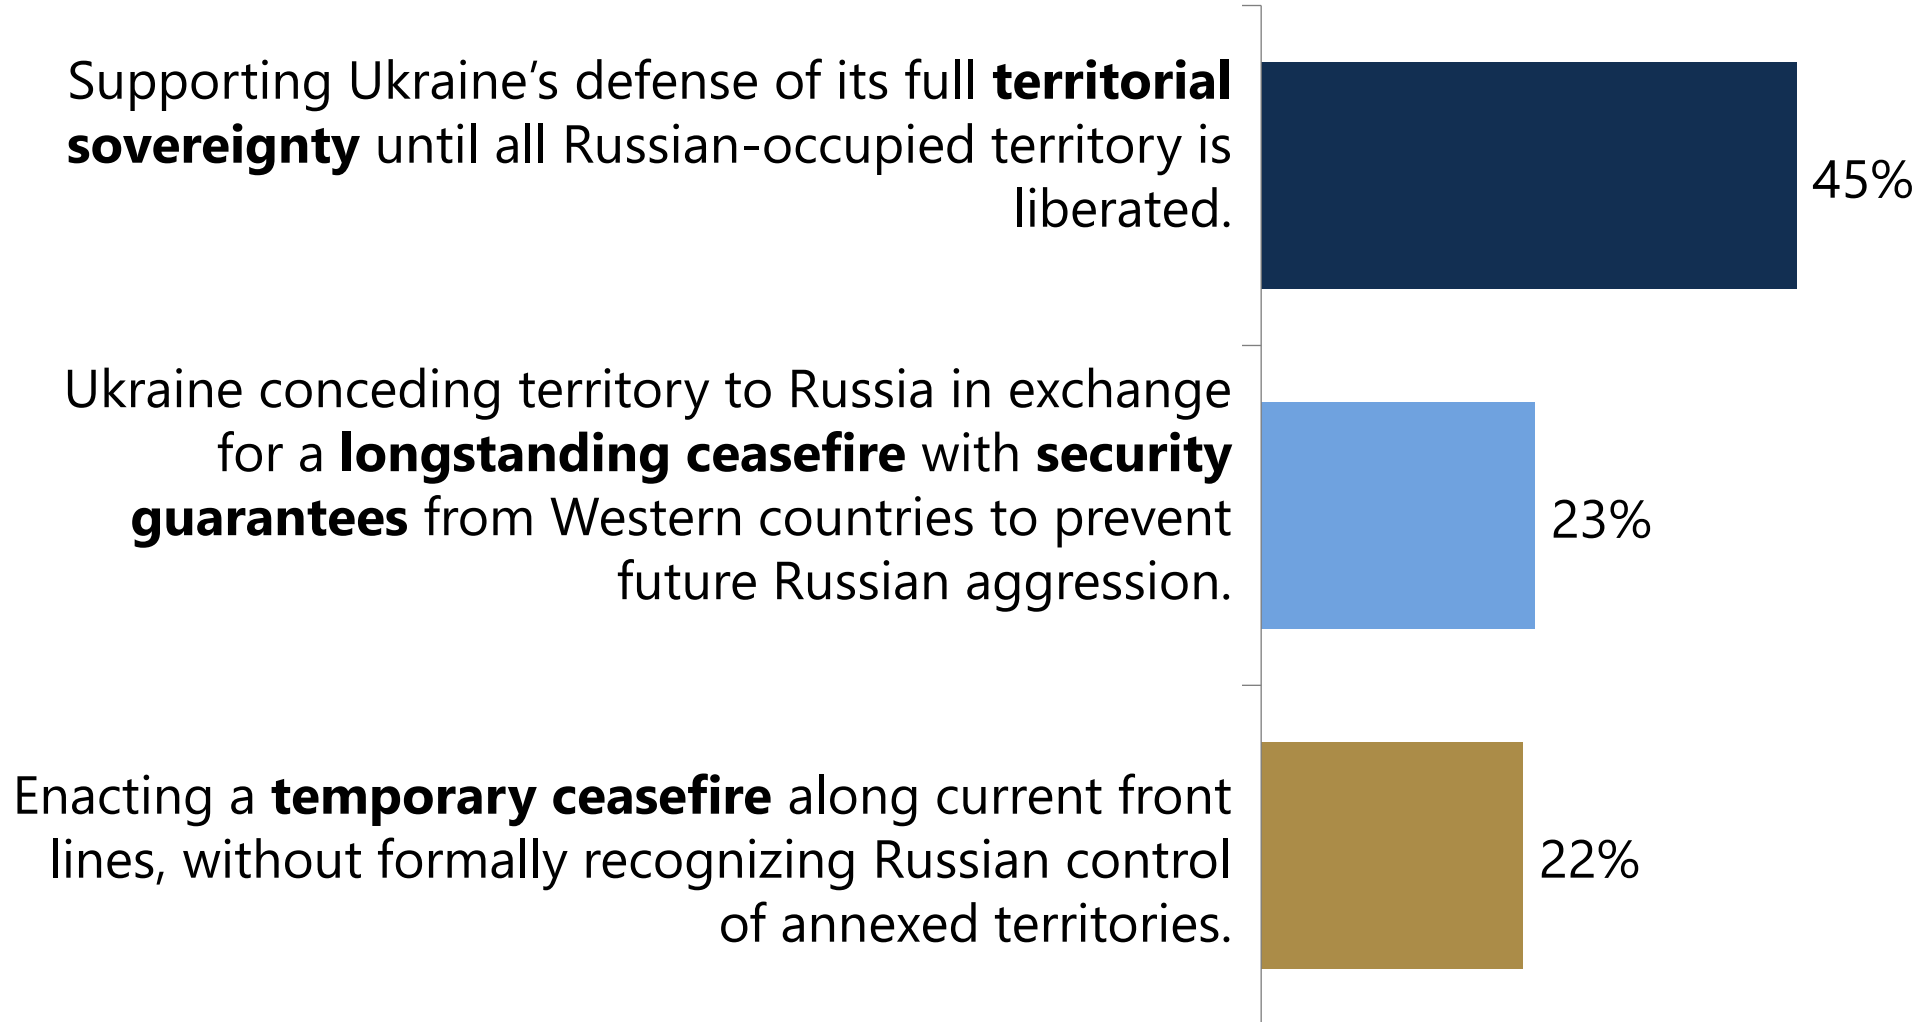 Supporting Ukraine’s defense of its full territorial
sovereignty until all Russian-occupied territory is
liberated.
45%
Ukraine conceding territory to Russia in exchange
for a longstanding ceasefire with security
guarantees from Western countries to prevent
future Russian aggression.
23%
Enacting a temporary ceasefire along current front
lines, without formally recognizing Russian control
of annexed territories.
22%